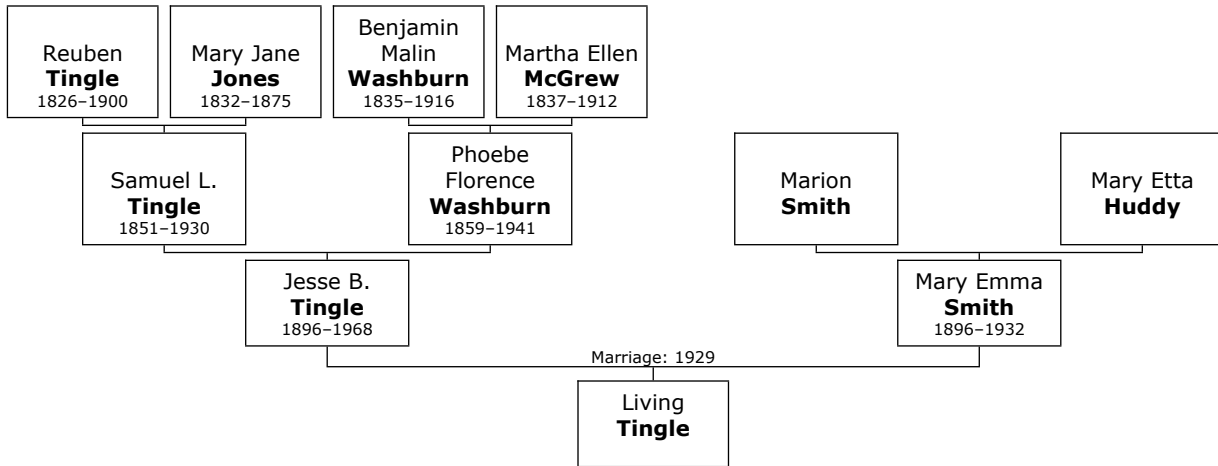 Reuben
Tingle
1826–1900
Mary Jane
Jones
1832–1875
Benjamin
Malin
Washburn
1835–1916
Martha Ellen
McGrew
1837–1912
Samuel L.
Tingle
1851–1930
Phoebe
Florence
Washburn
1859–1941
Marion
Smith
Mary Etta
Huddy
Jesse B.
Tingle
1896–1968
Mary Emma
Smith
1896–1932
Marriage: 1929
Living
Tingle